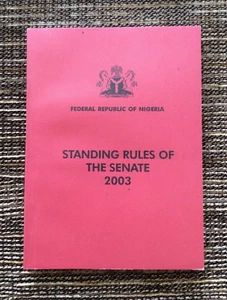 FEDERAL REPUBLIC OF NIGERIA
STANDING RULES OF
THE SENATE
2003